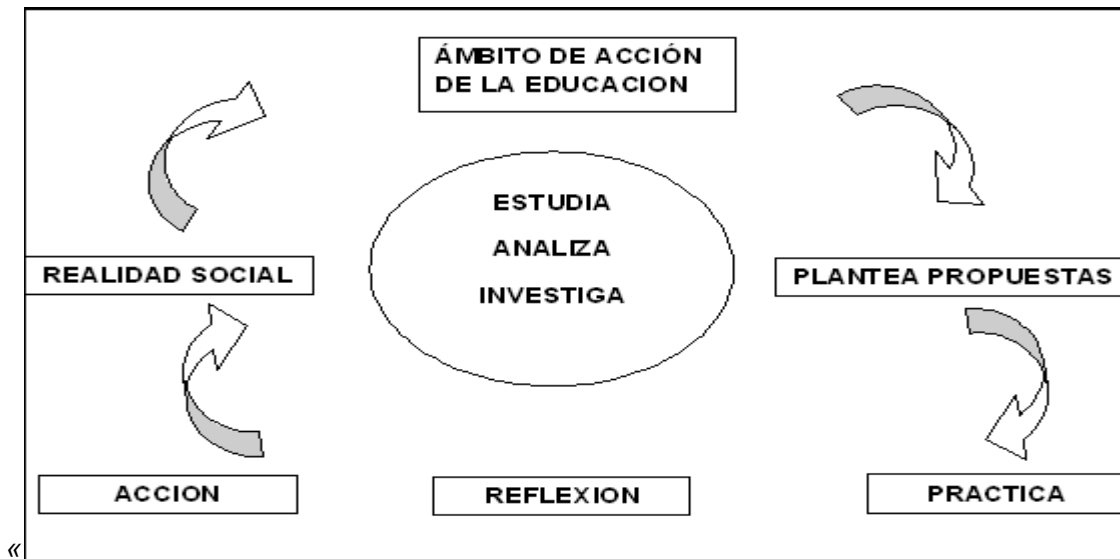 ÁMBITO DE ACCIÓN
DE LA EDUCACION
ESTUDIA
ANALIZA
INVESTIGA
REALIDAD SOCIAL
PLANTEA PROPUESTAS
ACCION
REFLEXION
PRACTICA
«